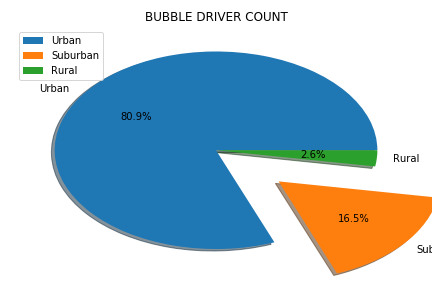 BUBBLE DRIVER COUNT
Urban
Suburban
Rural
Urban
80.9%
2.6%
Rural
16.5%
Sub